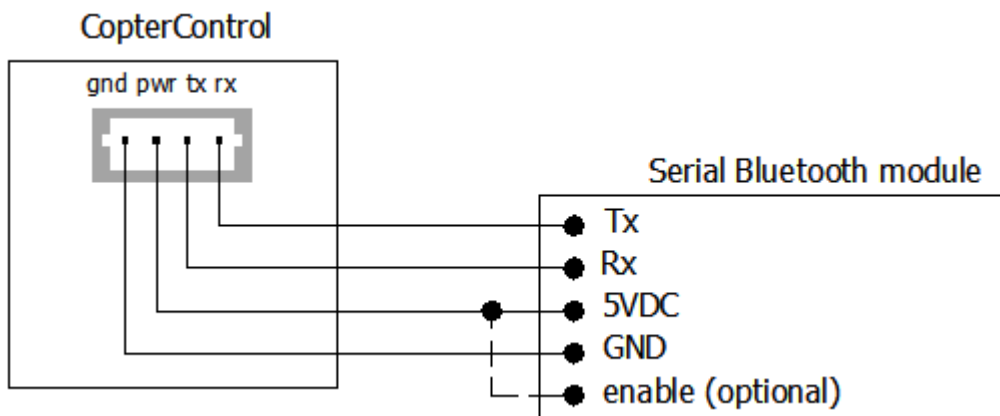 CopterControl
gnd pwr tx rx
Serial Bluetooth module
Tx
Rx
5VDC
GND
enable (optional)